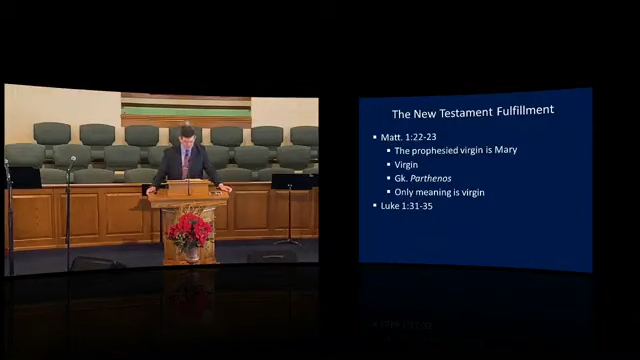 The New Testament Fulfillment
▪ Matt. 1:22-23
▪ The prophesied virgin is Mary
▪ Virgin
▪ Gk. Parthenos
▪ Only meaning is virgin
▪ Luke 1:31-35